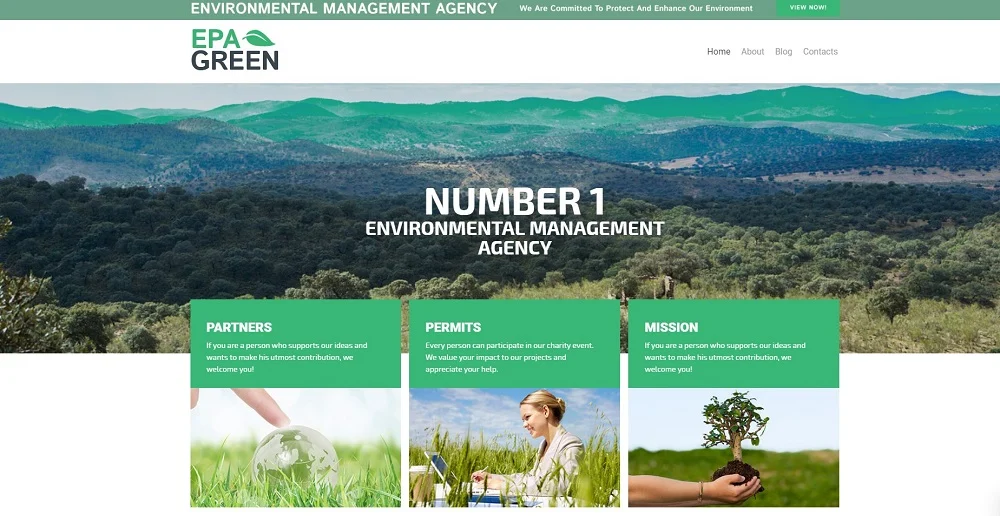 ENVIRONMENTAL MANAGEMENT AGENCY We Are Committed To Protect And Enhance Our Environment VIEW NOW!
EPA
GREEN
Home About Blog Contacts
NUMBER 1
ENVIRONMENTAL MANAGEMENT
AGENCY
PARTNERS
If you are a person who supports our ideas and
wants to make his utmost contribution, we
welcome you!
PERMITS
Every person can participate in our charity event.
We value your impact to our projects and
appreciate your help.
MISSION
If you are a person who supports our ideas and
wants to make his utmost contribution, we
welcome you!